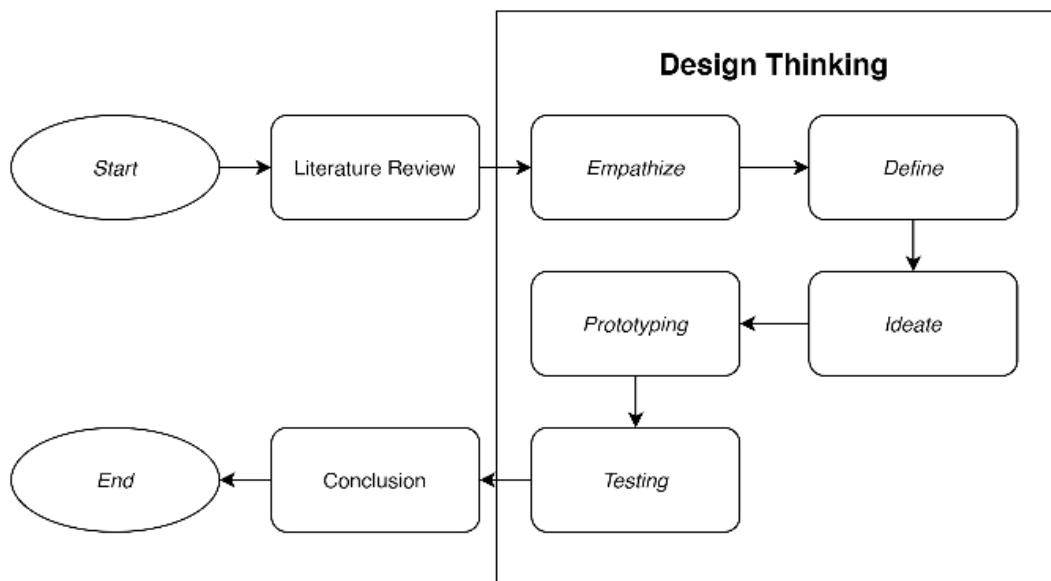 Design Thinking
Start
Literature Review
Empathize
Define
Ideate
Prototyping
Testing
Conclusion
End